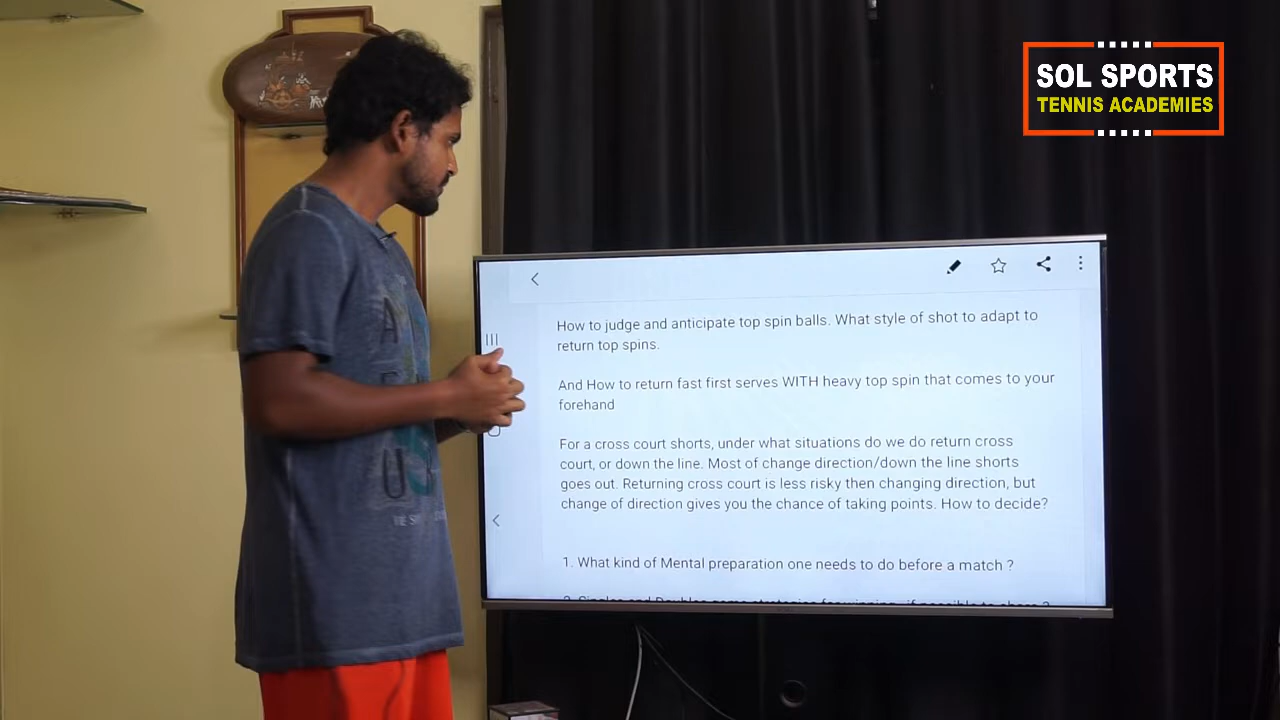 SOL SPORTS
TENNIS ACADEMIES
How to judge and anticipate top spin balls. What style of shot to adapt to
return top spins.
And How to return fast first serves WITH heavy top spin that comes to your
forehand
For a cross court shorts, under what situations do we do return cross
court, or down the line. Most of change direction/down the line shorts
goes out. Returning cross court is less risky then changing direction, but
change of direction gives you the chance of taking points. How to decide?
1. What kind of Mental preparation one needs to do before a match ?